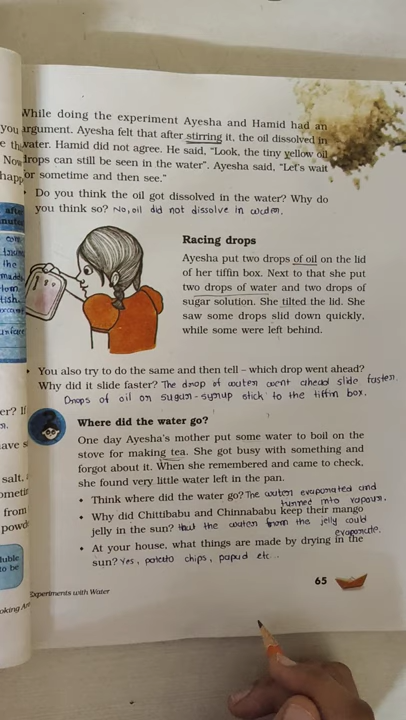 While doing the experiment Ayesha and Hamid had an
you argument. Ayesha felt that after stirring it, the oil dissolved in
e the water. Hamid did not agree. He said, "Look, the tiny yellow oil
Now drops can still be seen in the water". Ayesha said, "Let's wait
happ for sometime and then see."
• Do you think the oil got dissolved in the water? Why do
you think so? No, oil did not dissolve in water.
Racing drops
Ayesha put two drops of oil on the lid
of her tiffin box. Next to that she put
two drops of water and two drops of
sugar solution. She tilted the lid. She
saw some drops slid down quickly,
while some were left behind.
• You also try to do the same and then tell – which drop went ahead?
Why did it slide faster? The drop of water went ahead slide faster.
Drops of oil on sugar-syrup stick to the tiffin box.
Where did the water go?
One day Ayesha's mother put some water to boil on the
stove for making tea. She got busy with something and
forgot about it. When she remembered and came to check,
she found very little water left in the pan.
• Think where did the water go? The water evaporated and
turned into vapour.
• Why did Chittibabu and Chinnababu keep their mango
jelly in the sun? that the water from the jelly could
evaporate.
• At your house, what things are made by drying in the
sun? Yes, potato chips, papud etc..
65
Experiments with Water